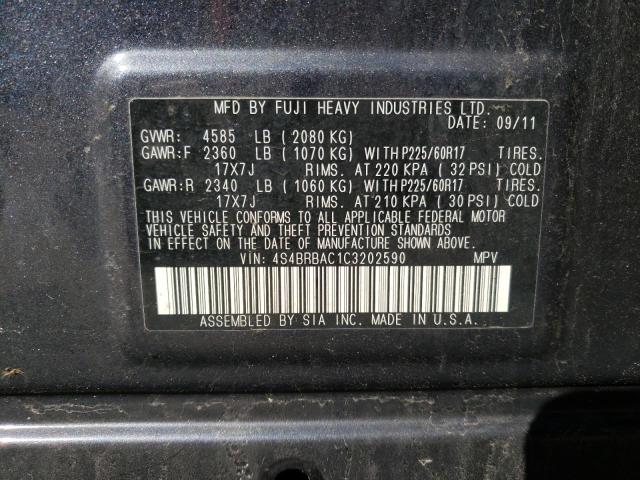 MFD BY FUJI HEAVY INDUSTRIES LTD.
DATE: 09/11
GVWR: 4585 LB ( 2080 KG)
GAWR:F 2360 LB ( 1070 KG) WITH P225/60R17 TIRES.
17X7J RIMS. AT 220 KPA ( 32 PSI) COLD
GAWR:R 2340 LB ( 1060 KG) WITH P225/60R17 TIRES.
17X7J RIMS. AT 210 KPA ( 30 PSI) COLD
THIS VEHICLE CONFORMS TO ALL APPLICABLE FEDERAL MOTOR
VEHICLE SAFETY AND THEFT PREVENTION STANDARDS
IN EFFECT ON THE DATE OF MANUFACTURE SHOWN ABOVE.
VIN: 4S4BRBAC1C3202590 MPV
ASSEMBLED BY SIA INC. MADE IN U.S.A.